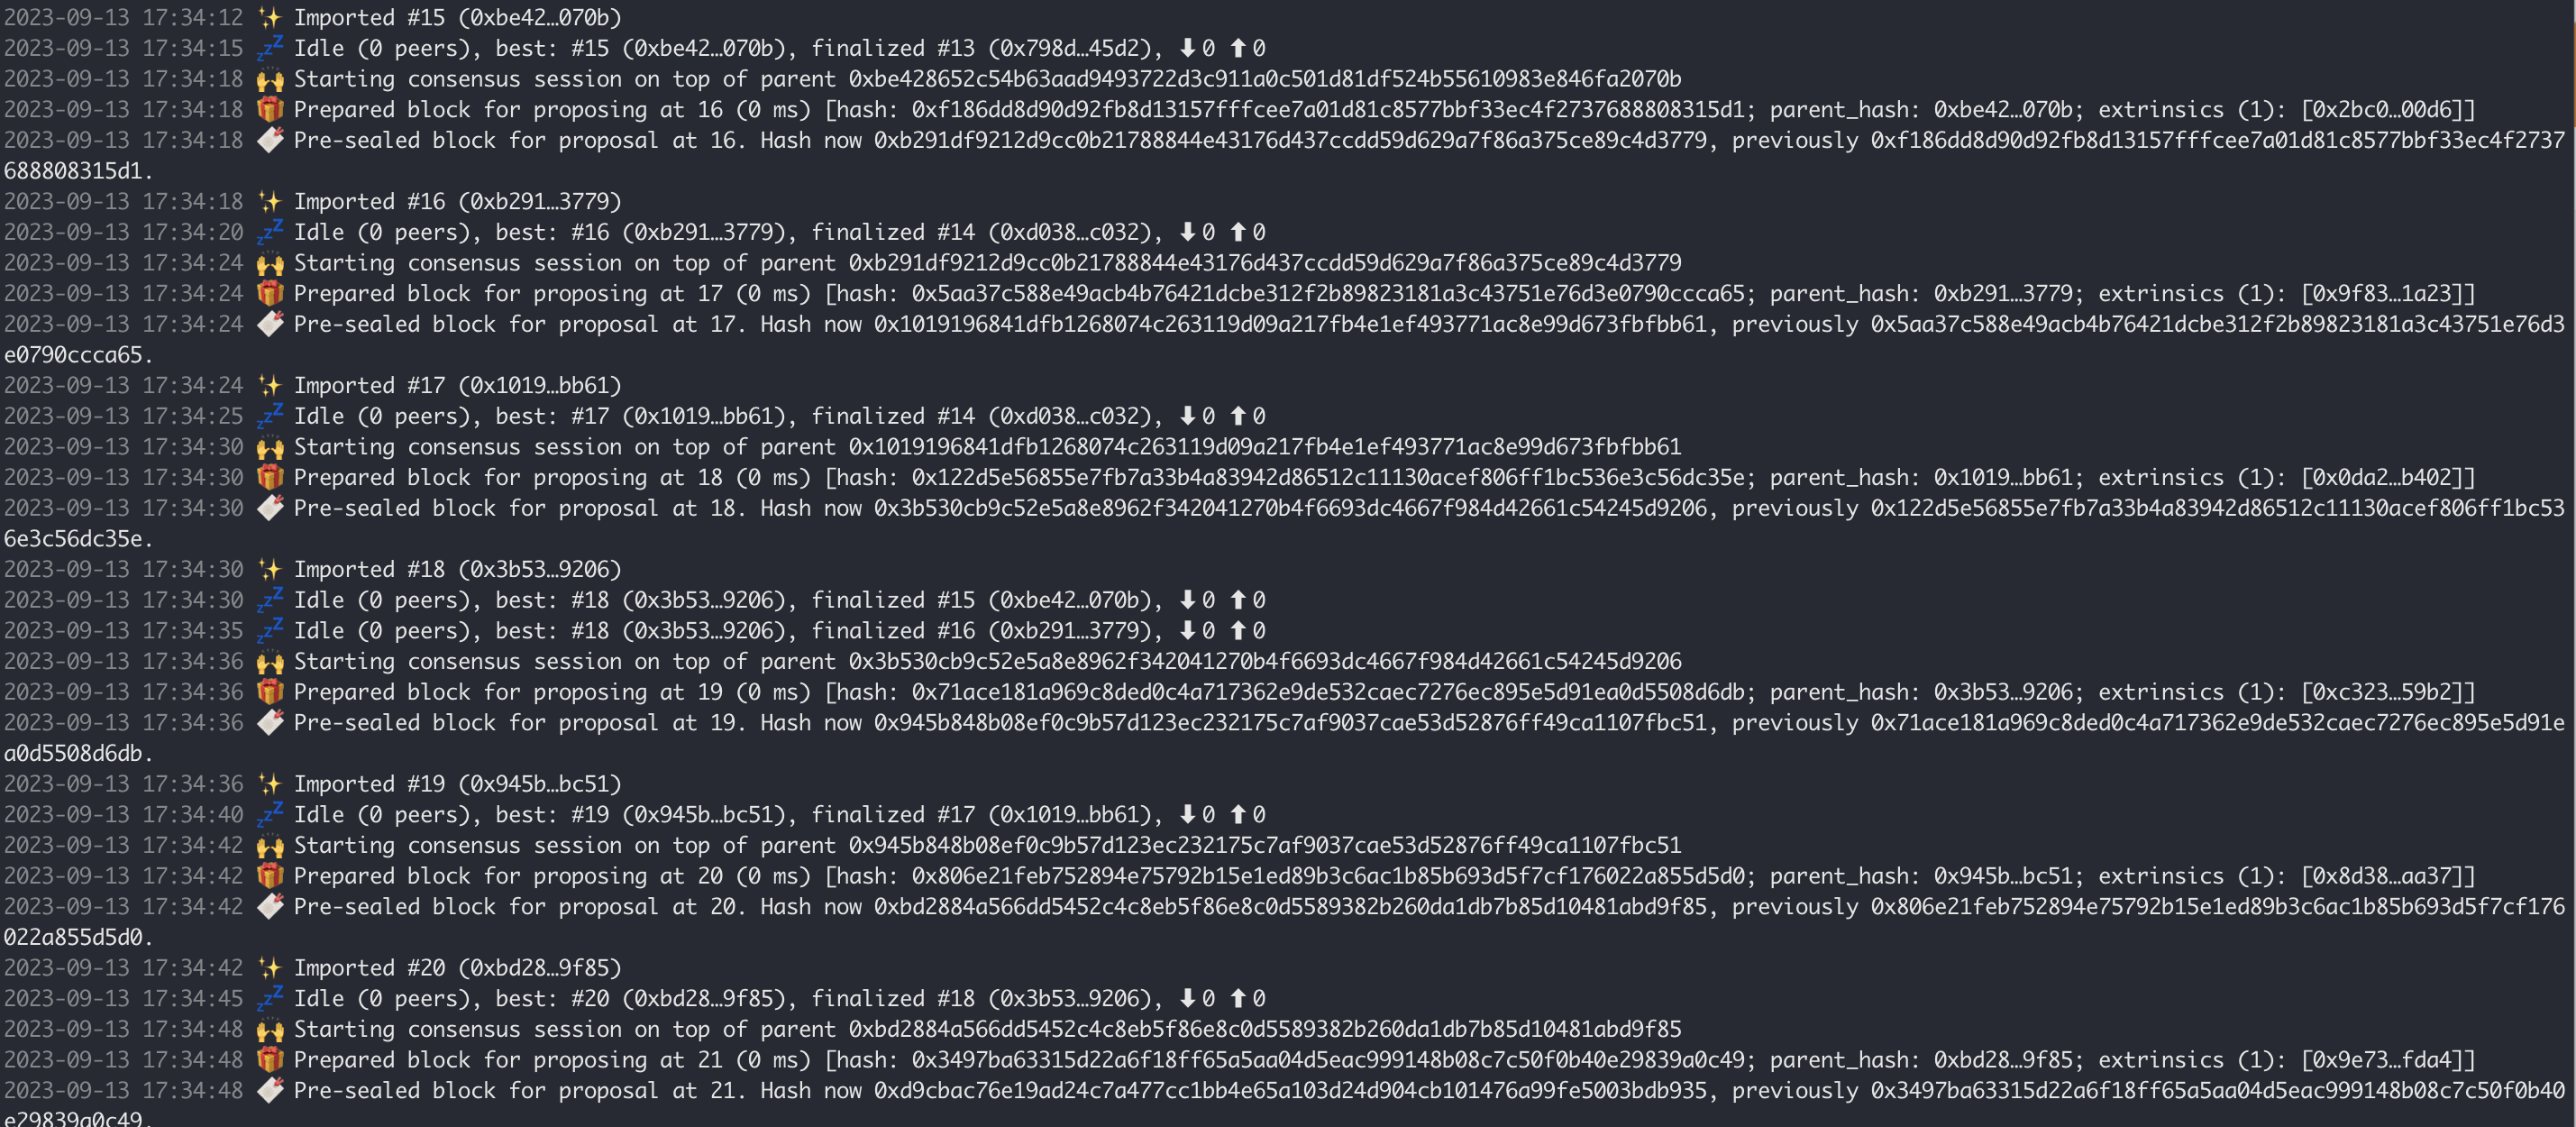 2023-09-13 17:34:12 ✨ Imported #15 (0xbe42…070b)
2023-09-13 17:34:15 💤 Idle (0 peers), best: #15 (0xbe42…070b), finalized #13 (0x798d…45d2), ⬇ 0 ⬆ 0
2023-09-13 17:34:18 🙌 Starting consensus session on top of parent 0xbe428652c54b63aad9493722d3c911a0c501d81df524b55610983e846fa2070b
2023-09-13 17:34:18 🎁 Prepared block for proposing at 16 (0 ms) [hash: 0xf186dd8d90d92fb8d13157fffcee7a01d81c8577bbf33ec4f2737688808315d1; parent_hash: 0xbe42…070b; extrinsics (1): [0x2bc0…00d6]]
2023-09-13 17:34:18 🔖 Pre-sealed block for proposal at 16. Hash now 0xb291df9212d9cc0b21788844e43176d437ccdd59d629a7f86a375ce89c4d3779, previously 0xf186dd8d90d92fb8d13157fffcee7a01d81c8577bbf33ec4f2737
688808315d1.
2023-09-13 17:34:18 ✨ Imported #16 (0xb291…3779)
2023-09-13 17:34:20 💤 Idle (0 peers), best: #16 (0xb291…3779), finalized #14 (0xd038…c032), ⬇ 0 ⬆ 0
2023-09-13 17:34:24 🙌 Starting consensus session on top of parent 0xb291df9212d9cc0b21788844e43176d437ccdd59d629a7f86a375ce89c4d3779
2023-09-13 17:34:24 🎁 Prepared block for proposing at 17 (0 ms) [hash: 0x5aa37c588e49acb4b76421dcbe312f2b89823181a3c43751e76d3e0790ccca65; parent_hash: 0xb291…3779; extrinsics (1): [0x9f83…1a23]]
2023-09-13 17:34:24 🔖 Pre-sealed block for proposal at 17. Hash now 0x1019196841dfb1268074c263119d09a217fb4e1ef493771ac8e99d673fbfbb61, previously 0x5aa37c588e49acb4b76421dcbe312f2b89823181a3c43751e76d3
e0790ccca65.
2023-09-13 17:34:24 ✨ Imported #17 (0x1019…bb61)
2023-09-13 17:34:25 💤 Idle (0 peers), best: #17 (0x1019…bb61), finalized #14 (0xd038…c032), ⬇ 0 ⬆ 0
2023-09-13 17:34:30 🙌 Starting consensus session on top of parent 0x1019196841dfb1268074c263119d09a217fb4e1ef493771ac8e99d673fbfbb61
2023-09-13 17:34:30 🎁 Prepared block for proposing at 18 (0 ms) [hash: 0x122d5e56855e7fb7a33b4a83942d86512c11130acef806ff1bc536e3c56dc35e; parent_hash: 0x1019…bb61; extrinsics (1): [0x0da2…b402]]
2023-09-13 17:34:30 🔖 Pre-sealed block for proposal at 18. Hash now 0x3b530cb9c52e5a8e8962f342041270b4f6693dc4667f984d42661c54245d9206, previously 0x122d5e56855e7fb7a33b4a83942d86512c11130acef806ff1bc53
6e3c56dc35e.
2023-09-13 17:34:30 ✨ Imported #18 (0x3b53…9206)
2023-09-13 17:34:30 💤 Idle (0 peers), best: #18 (0x3b53…9206), finalized #15 (0xbe42…070b), ⬇ 0 ⬆ 0
2023-09-13 17:34:35 💤 Idle (0 peers), best: #18 (0x3b53…9206), finalized #16 (0xb291…3779), ⬇ 0 ⬆ 0
2023-09-13 17:34:36 🙌 Starting consensus session on top of parent 0x3b530cb9c52e5a8e8962f342041270b4f6693dc4667f984d42661c54245d9206
2023-09-13 17:34:36 🎁 Prepared block for proposing at 19 (0 ms) [hash: 0x71ace181a969c8ded0c4a717362e9de532caec7276ec895e5d91ea0d5508d6db; parent_hash: 0x3b53…9206; extrinsics (1): [0xc323…59b2]]
2023-09-13 17:34:36 🔖 Pre-sealed block for proposal at 19. Hash now 0x945b848b08ef0c9b57d123ec232175c7af9037cae53d52876ff49ca1107fbc51, previously 0x71ace181a969c8ded0c4a717362e9de532caec7276ec895e5d91e
a0d5508d6db.
2023-09-13 17:34:36 ✨ Imported #19 (0x945b…bc51)
2023-09-13 17:34:40 💤 Idle (0 peers), best: #19 (0x945b…bc51), finalized #17 (0x1019…bb61), ⬇ 0 ⬆ 0
2023-09-13 17:34:42 🙌 Starting consensus session on top of parent 0x945b848b08ef0c9b57d123ec232175c7af9037cae53d52876ff49ca1107fbc51
2023-09-13 17:34:42 🎁 Prepared block for proposing at 20 (0 ms) [hash: 0x806e21feb752894e75792b15e1ed89b3c6ac1b85b693d5f7cf176022a855d5d0; parent_hash: 0x945b…bc51; extrinsics (1): [0x8d38…aa37]]
2023-09-13 17:34:42 🔖 Pre-sealed block for proposal at 20. Hash now 0xbd2884a566dd5452c4c8eb5f86e8c0d5589382b260da1db7b85d10481abd9f85, previously 0x806e21feb752894e75792b15e1ed89b3c6ac1b85b693d5f7cf176
022a855d5d0.
2023-09-13 17:34:42 ✨ Imported #20 (0xbd28…9f85)
2023-09-13 17:34:45 💤 Idle (0 peers), best: #20 (0xbd28…9f85), finalized #18 (0x3b53…9206), ⬇ 0 ⬆ 0
2023-09-13 17:34:48 🙌 Starting consensus session on top of parent 0xbd2884a566dd5452c4c8eb5f86e8c0d5589382b260da1db7b85d10481abd9f85
2023-09-13 17:34:48 🎁 Prepared block for proposing at 21 (0 ms) [hash: 0x3497ba63315d22a6f18ff65a5aa04d5eac999148b08c7c50f0b40e29839a0c49; parent_hash: 0xbd28…9f85; extrinsics (1): [0x9e73…fda4]]
2023-09-13 17:34:48 🔖 Pre-sealed block for proposal at 21. Hash now 0xd9cbac76e19ad24c7a477cc1bb4e65a103d24d904cb101476a99fe5003bdb935, previously 0x3497ba63315d22a6f18ff65a5aa04d5eac999148b08c7c50f0b40
e29839a0c49.